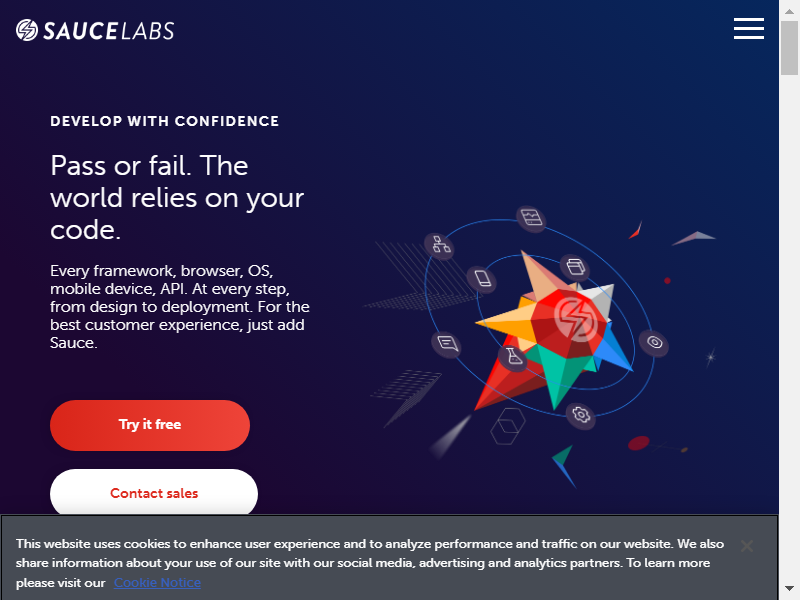 SAUCELABS
DEVELOP WITH CONFIDENCE
Pass or fail. The
world relies on your
code.
Every framework, browser, OS,
mobile device, API. At every step,
from design to deployment. For the
best customer experience, just add
Sauce.
Try it free
Contact sales
This website uses cookies to enhance user experience and to analyze performance and traffic on our website. We also
share information about your use of our site with our social media, advertising and analytics partners. To learn more
please visit our Cookie Notice